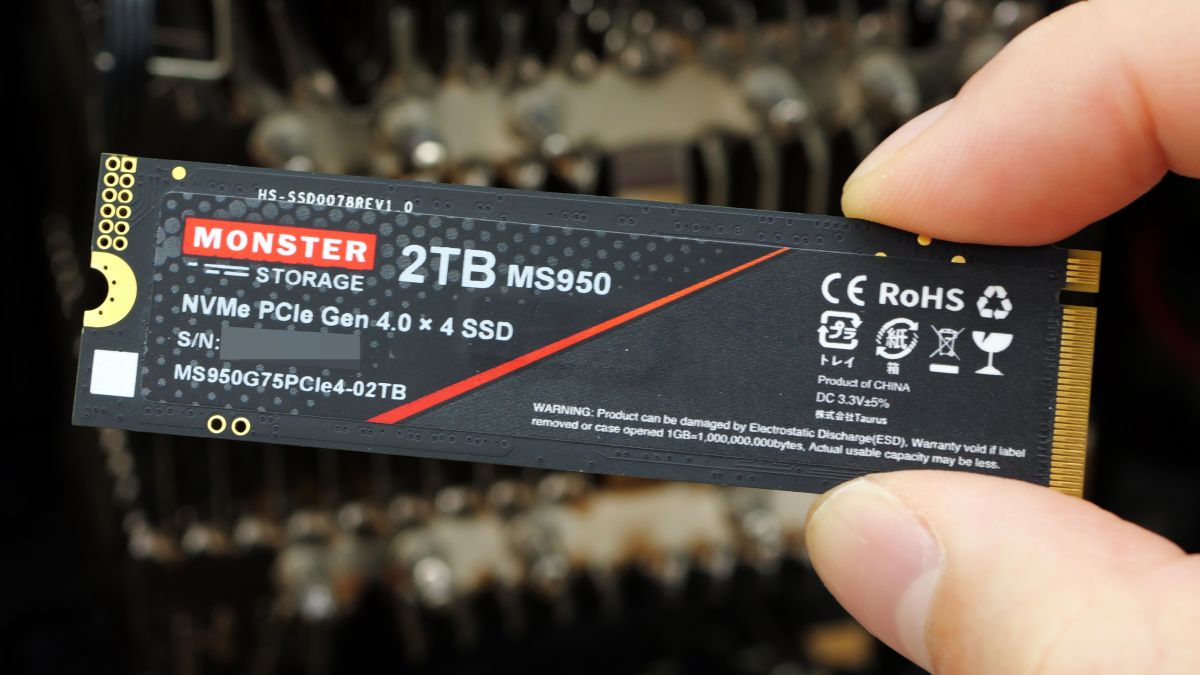 HS-SSD0078REV1.0
MONSTER
STORAGE
2TB MS950
NVMe PCIe Gen 4.0 × 4 SSD
S/N:
MS950G75PCIe4-02TB
CE RoHS
プラ 紙
トレイ 箱
Product of CHINA
DC 3.3V±5%
株式会社Taurus
WARNING: Product can be damaged by Electrostatic Discharge(ESD), Warranty void if label
removed or case opened 1GB=1,000,000,000bytes, Actual usable capacity may be less.